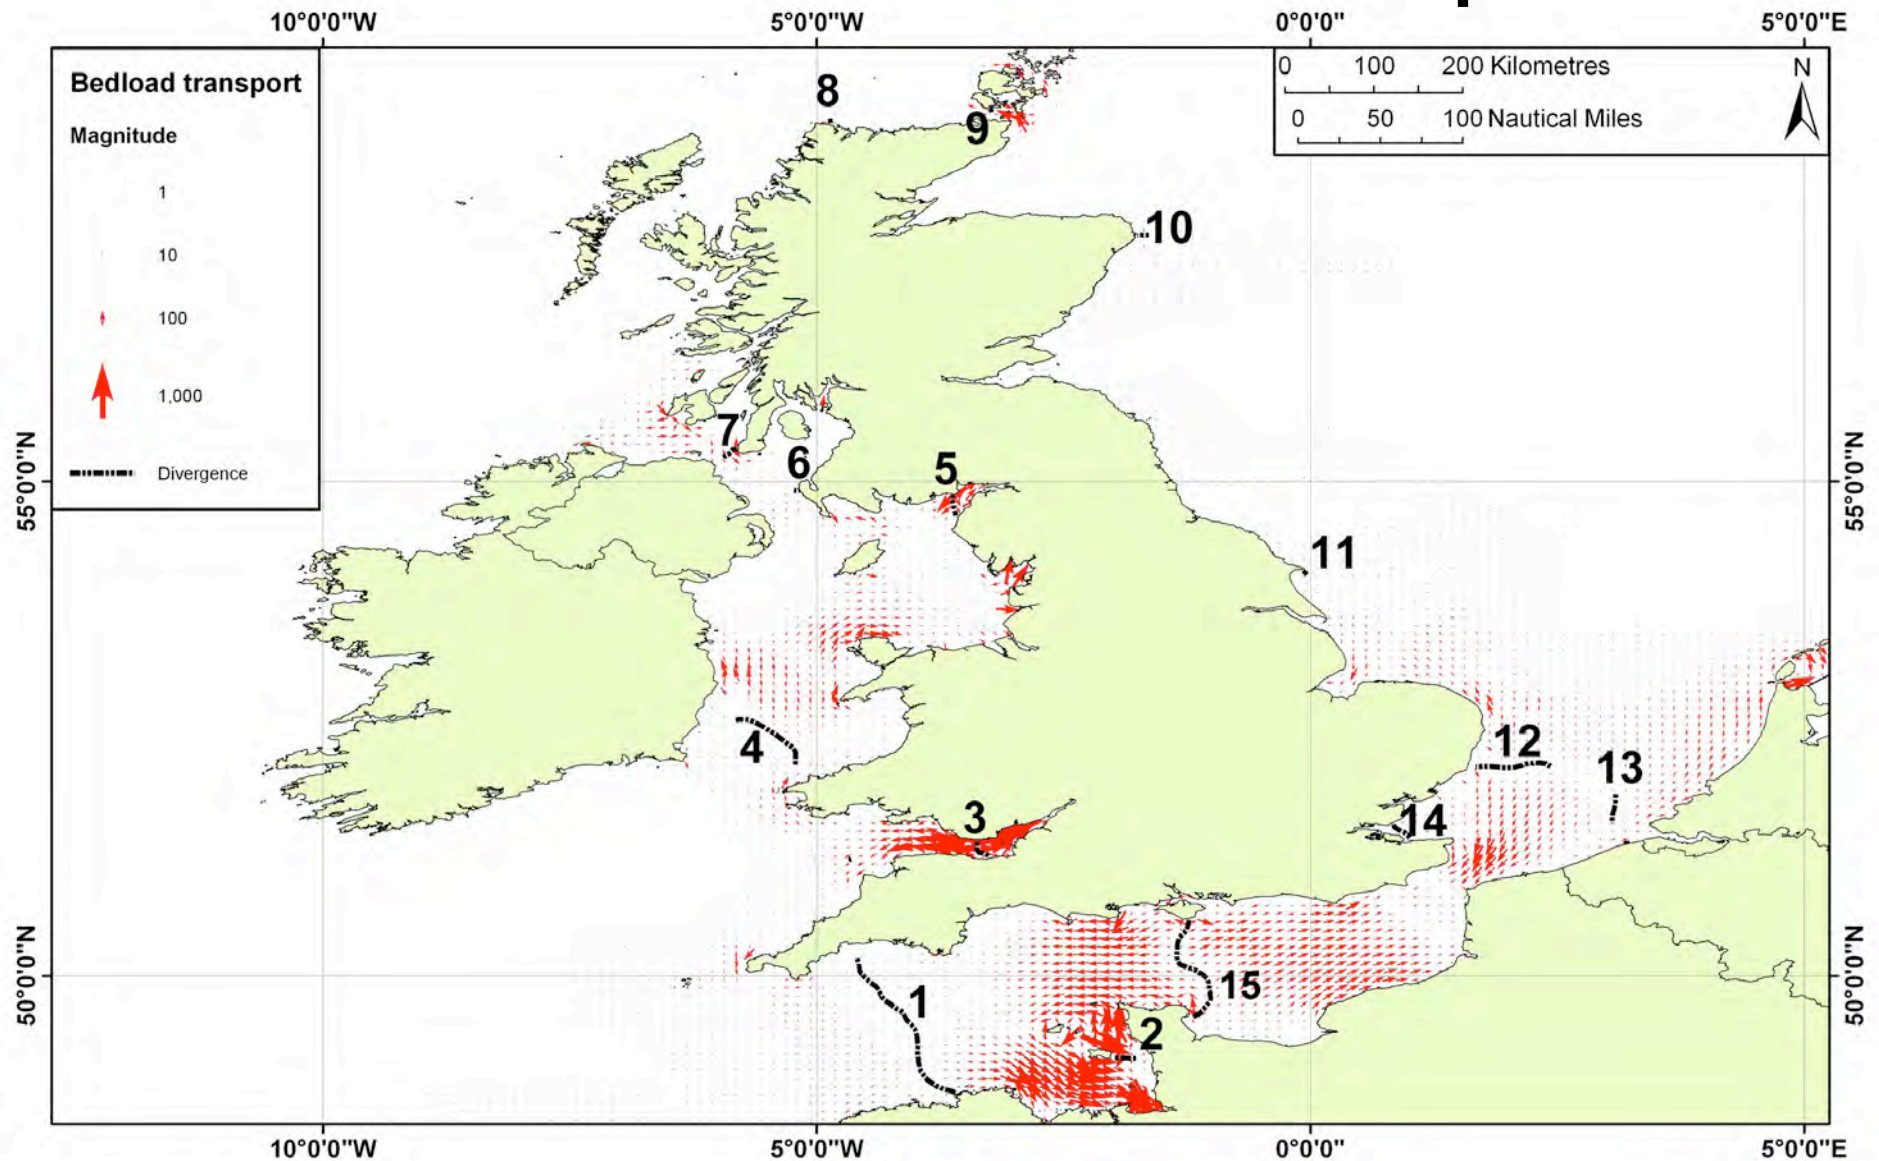 10°0'0"W 5°0'0"W 0°0'0" 5°0'0"E
Bedload transport
Magnitude
1
10
100
1,000
Divergence
0 100 200 Kilometres
0 50 100 Nautical Miles
N
8
9
10
7
6
5
55°0'0"N 55°0'0"N
11
4
12
13
3
14
50°0'0"N 50°0'0"N
15
1
2
10°0'0"W 5°0'0"W 0°0'0" 5°0'0"E